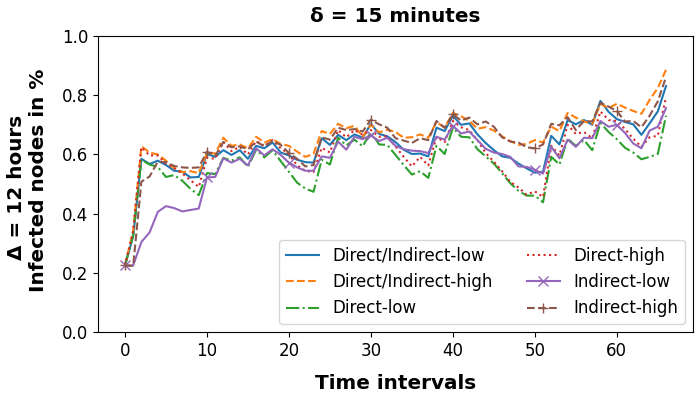 δ = 15 minutes
Δ = 12 hours
Infected nodes in %
1.0
0.8
0.6
0.4
0.2
0.0
Direct/Indirect-low
Direct/Indirect-high
Direct-low
Direct-high
Indirect-low
Indirect-high
0 10 20 30 40 50 60
Time intervals